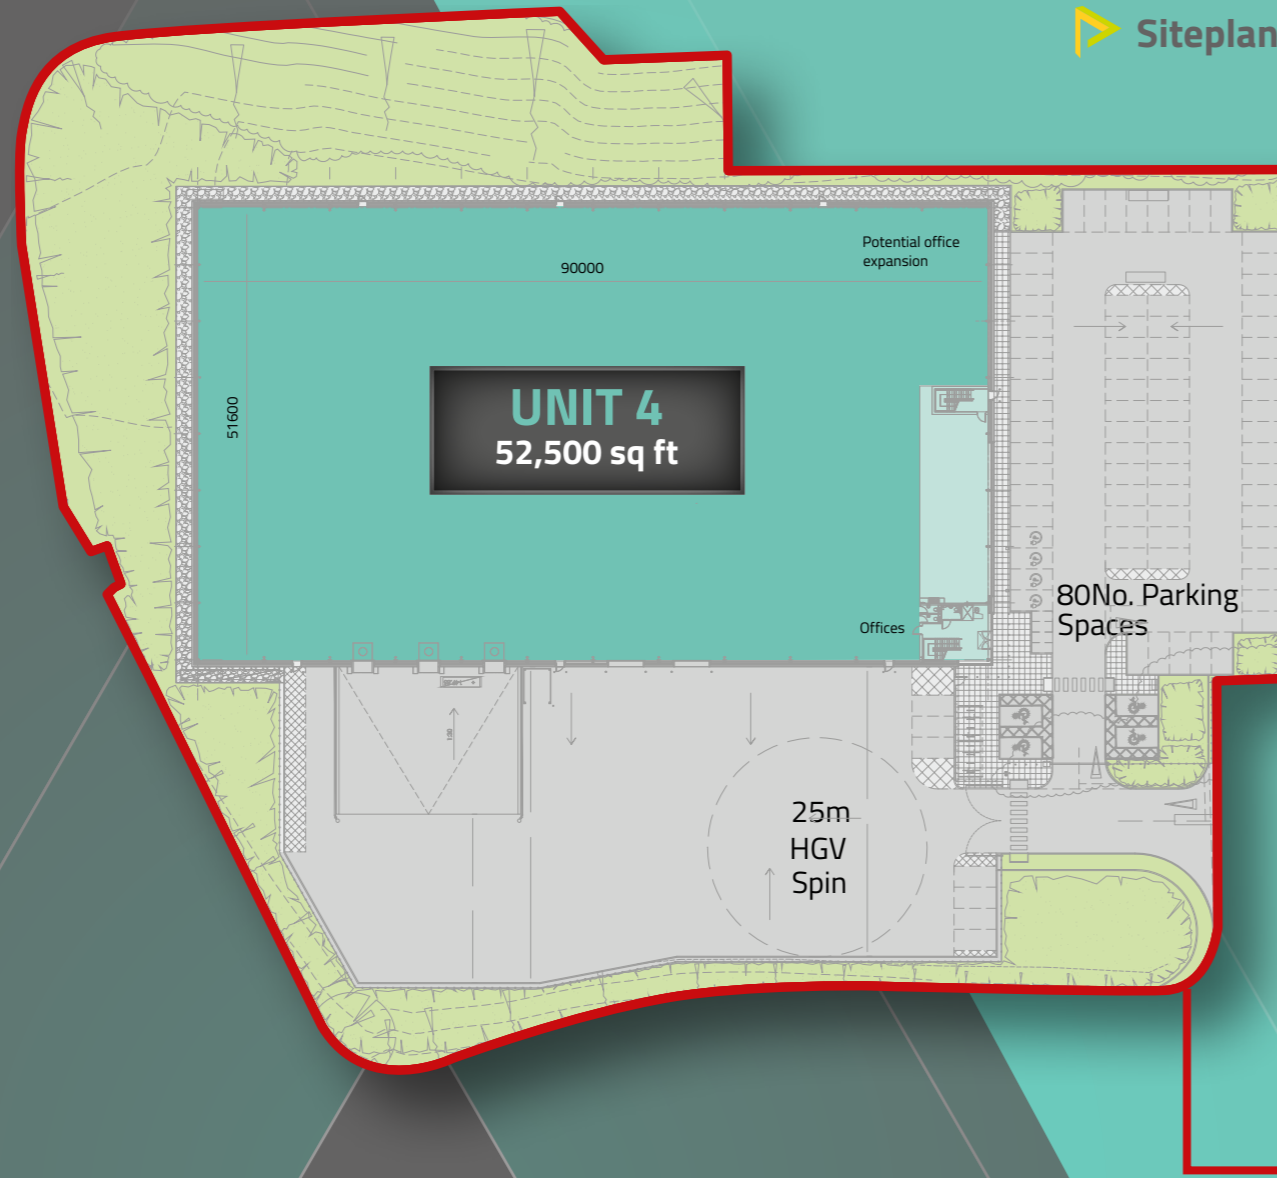 Siteplan
Potential office
expansion
90000
51600
UNIT 4
52,500 sq ft
Offices
80No. Parking
Spaces
25m
HGV
Spin